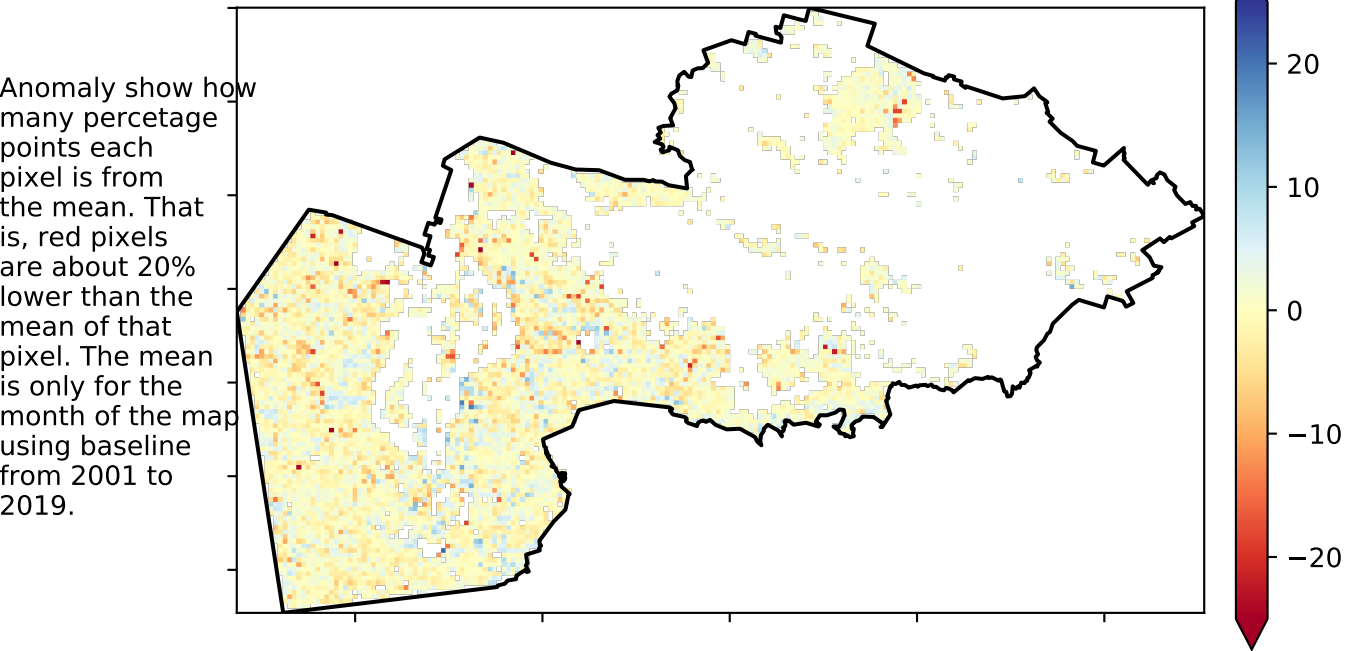 Anomaly show how
many percetage
points each
pixel is from
the mean. That
is, red pixels
are about 20%
lower than the
mean of that
pixel. The mean
is only for the
month of the map
using baseline
from 2001 to
2019.
20
10
0
−10
−20